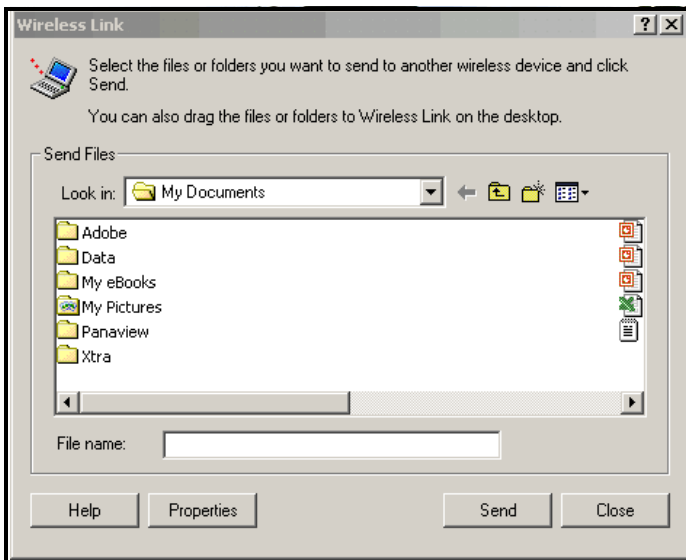 Wireless Link
Select the files or folders you want to send to another wireless device and click
Send.
You can also drag the files or folders to Wireless Link on the desktop.
Send Files
Look in: My Documents
Adobe
Data
My eBooks
My Pictures
Panaview
Xtra
File name:
Help Properties Send Close